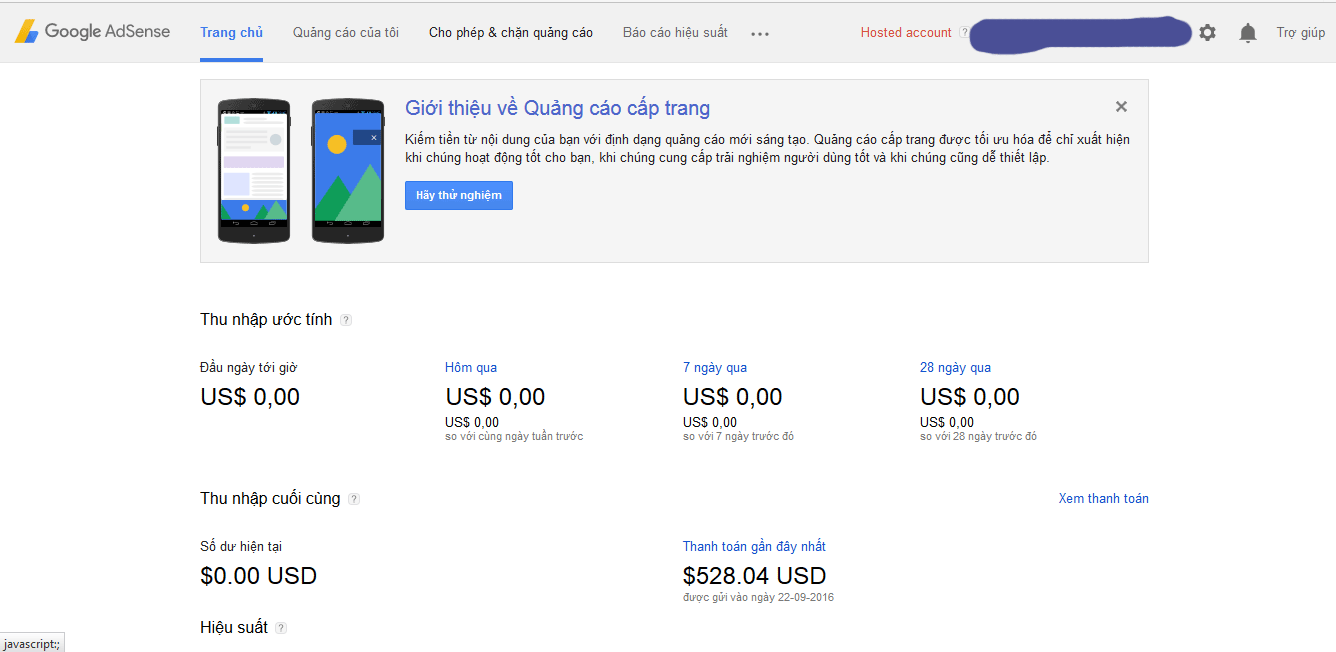 Google AdSense
Trang chủ
Quảng cáo của tôi
Cho phép & chặn quảng cáo
Báo cáo hiệu suất
Hosted account ?
Trợ giúp
Giới thiệu về Quảng cáo cấp trang
Kiếm tiền từ nội dung của bạn với định dạng quảng cáo mới sáng tạo. Quảng cáo cấp trang được tối ưu hóa để chỉ xuất hiện
khi chúng hoạt động tốt cho bạn, khi chúng cung cấp trải nghiệm người dùng tốt và khi chúng cũng dễ thiết lập.
Hãy thử nghiệm
Thu nhập ước tính ?
Đầu ngày tới giờ
US$ 0,00
Hôm qua
US$ 0,00
US$ 0,00
so với cùng ngày tuần trước
7 ngày qua
US$ 0,00
US$ 0,00
so với 7 ngày trước đó
28 ngày qua
US$ 0,00
US$ 0,00
so với 28 ngày trước đó
Thu nhập cuối cùng ?
Xem thanh toán
Số dư hiện tại
$0.00 USD
Thanh toán gần đây nhất
$528.04 USD
được gửi vào ngày 22-09-2016
Hiệu suất ?
javascript:;